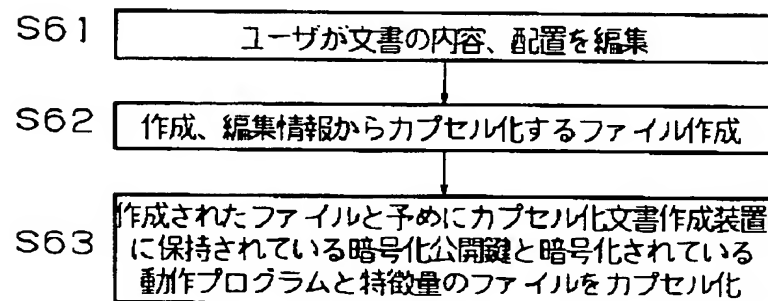 S61 ユーザが文書の内容、配置を編集
S62 作成、編集情報からカプセル化するファイル作成
作成されたファイルと予めにカプセル化文書作成装置
S63 に保持されている暗号化公開鍵と暗号化されている
動作プログラムと特徴量のファイルをカプセル化